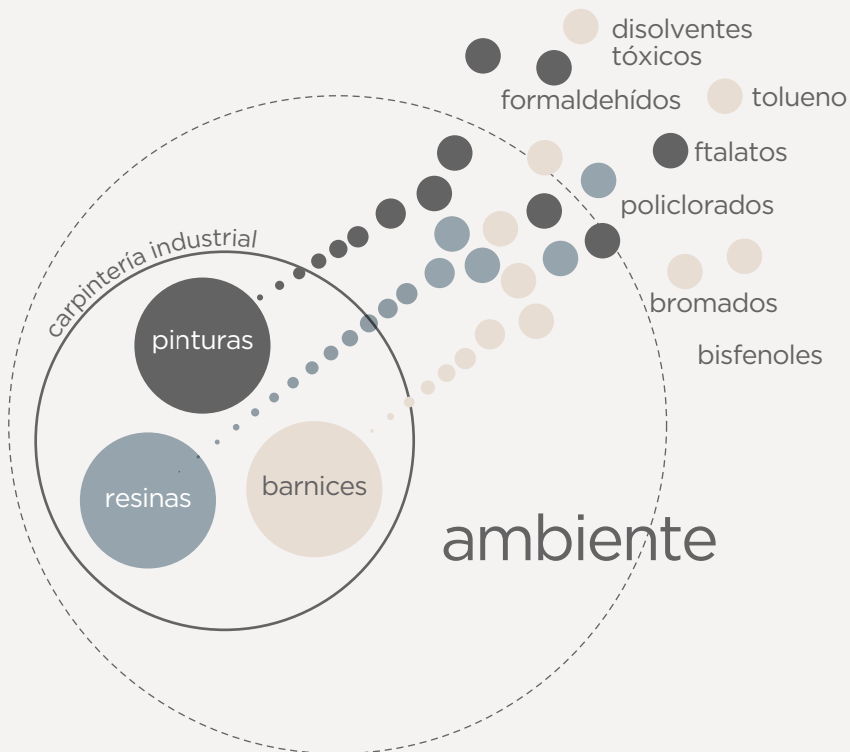 disolventes
tóxicos
formaldehídos
tolueno
ftalatos
policlorados
carpintería industrial
bromados
pinturas
bisfenoles
resinas
barnices
ambiente